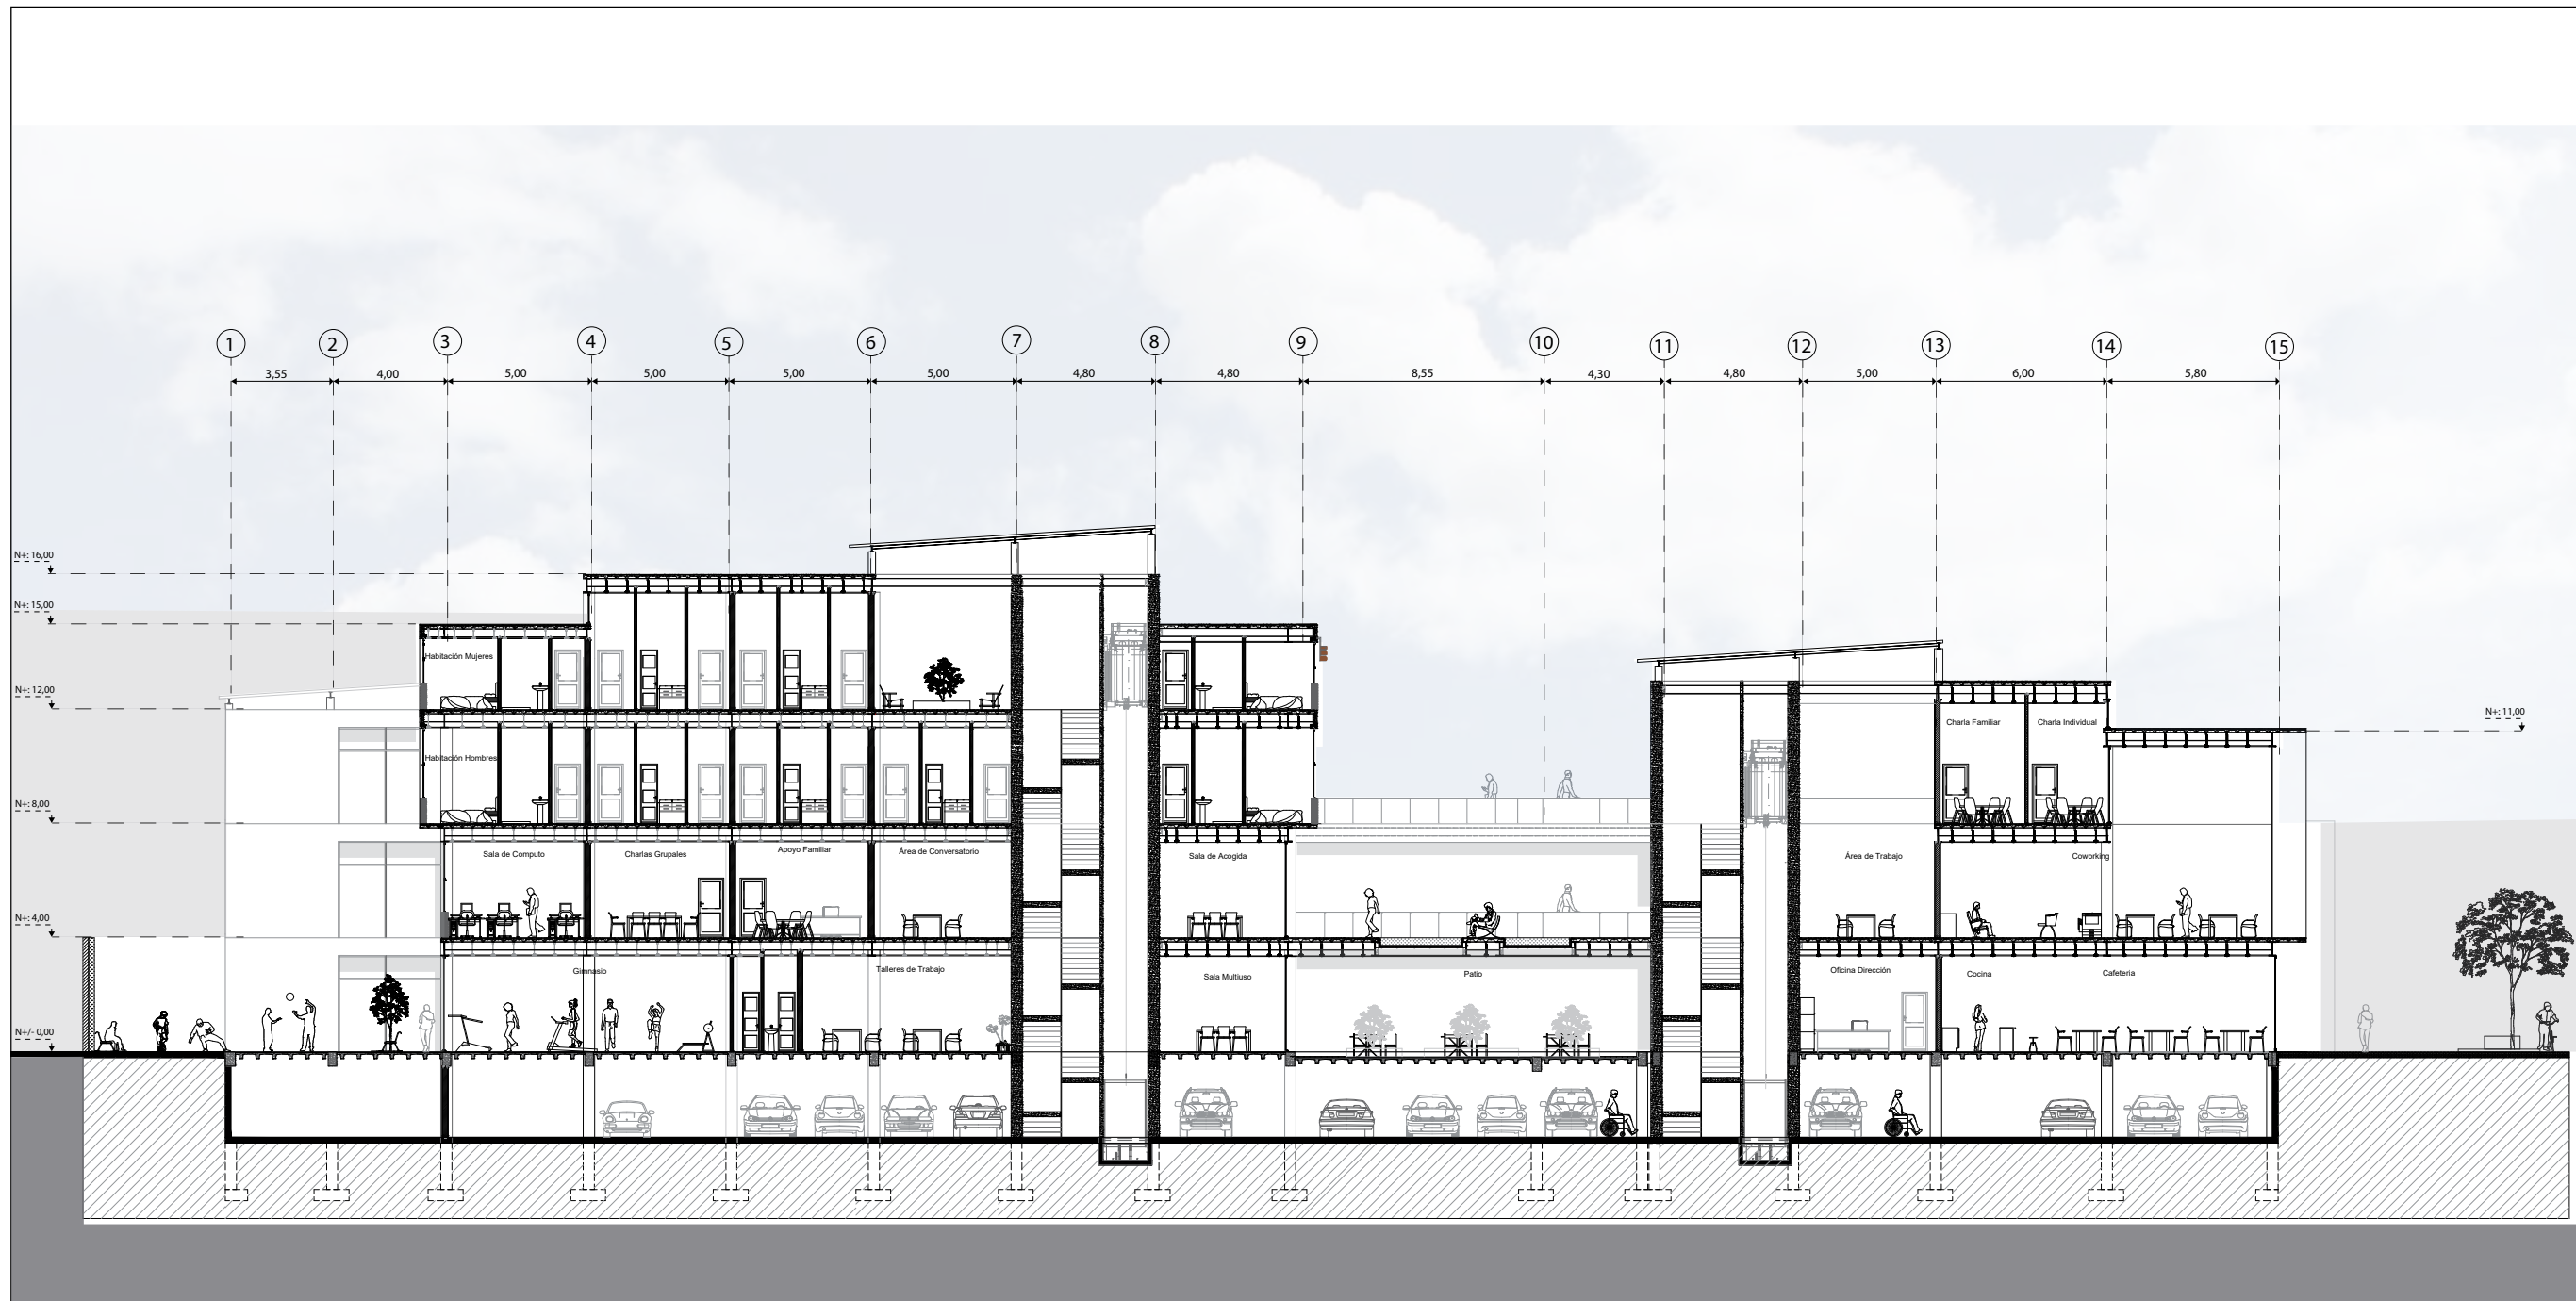 1 2 3 4 5 6 7 8 9 10 11 12 13 14 15
3,55 4,00 5,00 5,00 5,00 5,00 4,80 4,80 8,55 4,30 4,80 5,00 6,00 5,80
N+: 16,00
N+: 15,00
Habitación Mujeres
N+: 12,00
N+: 11,00
Charla Familiar Charla Individual
Habitación Hombres
N+: 8,00
Sala de Computo Charlas Grupales Apoyo Familiar Área de Conversatorio Sala de Acogida Área de Trabajo Coworking
N+: 4,00
Gimnasio Talleres de Trabajo Sala Multiuso Patio Oficina Dirección Cocina Cafeteria
N+/- 0,00